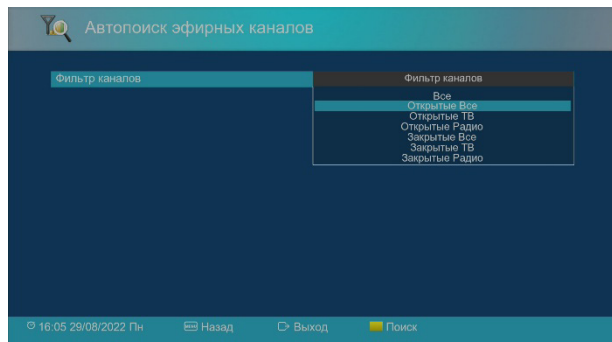 Автопоиск эфирных каналов
Фильтр каналов
Фильтр каналов
Все
Открытые Все
Открытые ТВ
Открытые Радио
Закрытые Все
Закрытые ТВ
Закрытые Радио
16:05 29/08/2022 Пн Назад Выход Поиск